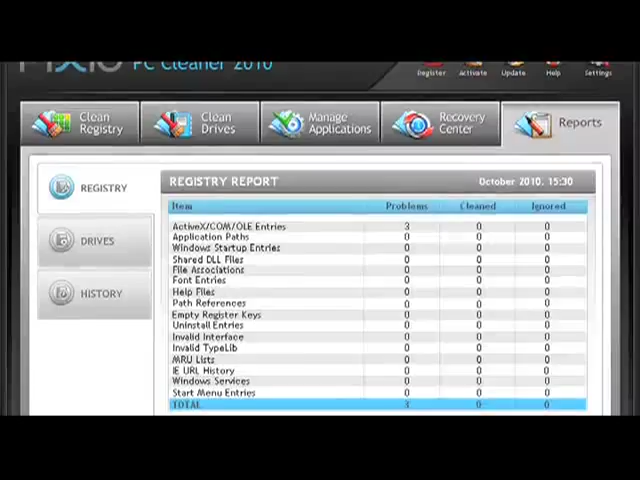 PC Cleaner 2010
Register Activate Update Help Settings
Clean Registry
Clean Drives
Manage Applications
Recovery Center
Reports
REGISTRY
DRIVES
HISTORY
REGISTRY REPORT October 2010. 15:30
Item Problems Cleaned Ignored
ActiveX/COM/OLE Entries 3 0 0
Application Paths 0 0 0
Windows Startup Entries 0 0 0
Shared DLL Files 0 0 0
File Associations 0 0 0
Font Entries 0 0 0
Help Files 0 0 0
Path References 0 0 0
Empty Register Keys 0 0 0
Uninstall Entries 0 0 0
Invalid Interface 0 0 0
Invalid TypeLib 0 0 0
MRU Lists 0 0 0
IE URL History 0 0 0
Windows Services 0 0 0
Start Menu Entries 0 0 0
TOTAL 3 0 0